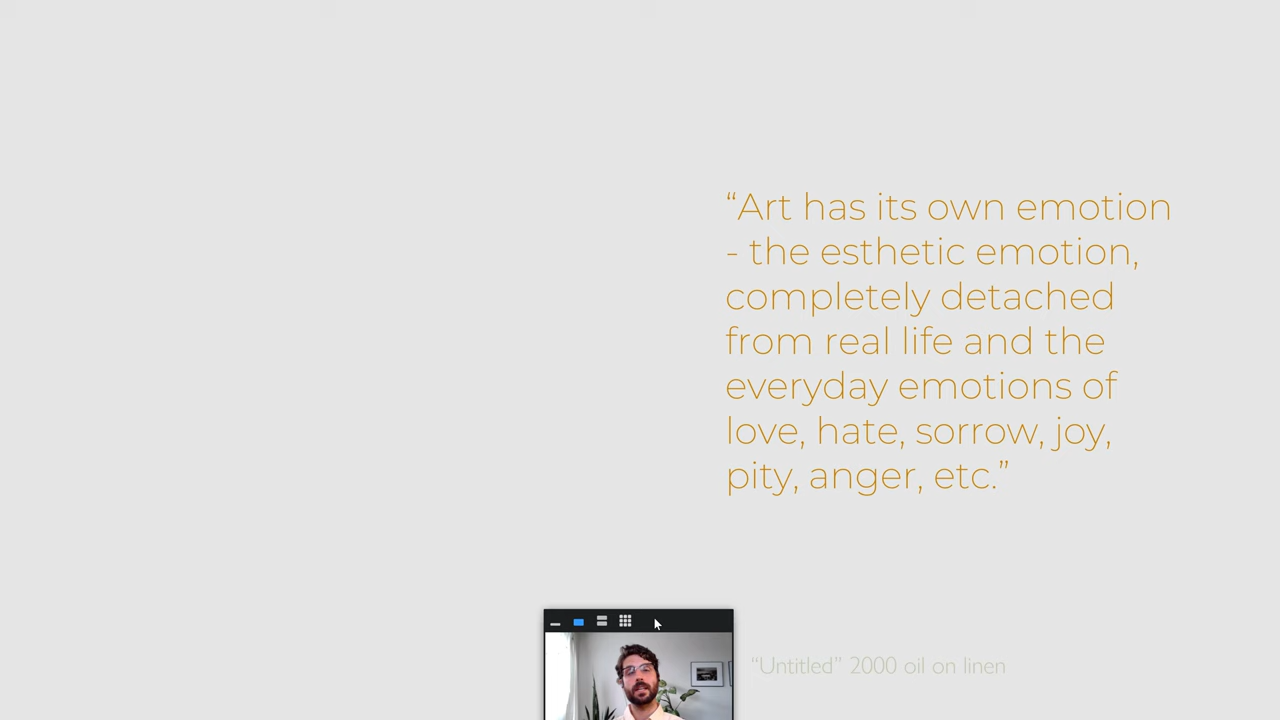 “Art has its own emotion
- the esthetic emotion,
completely detached
from real life and the
everyday emotions of
love, hate, sorrow, joy,
pity, anger, etc.”
“Untitled” 2000 oil on linen